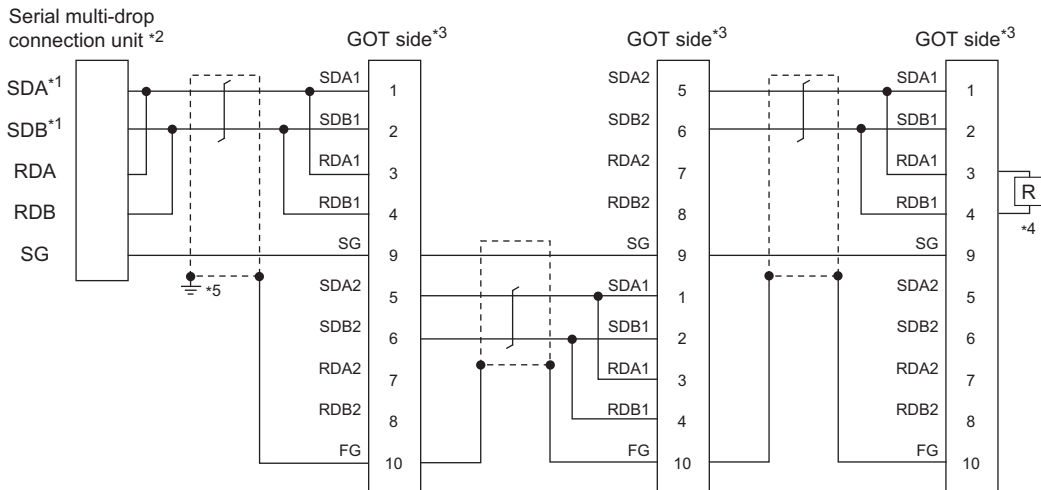 Serial multi-drop
connection unit *2
GOT side*3
GOT side*3
GOT side*3
SDA*1
SDB*1
RDA
RDB
SG
*5
SDA1
1
SDB1
2
RDA1
3
RDB1
4
SG
9
SDA2
5
SDB2
6
RDA2
7
RDB2
8
FG
10
SDA2
5
SDB2
6
RDA2
7
RDB2
8
SG
9
SDA1
1
SDB1
2
RDA1
3
RDB1
4
FG
10
SDA1
1
SDB1
2
RDA1
3
RDB1
4
SG
9
SDA2
5
SDB2
6
RDA2
7
RDB2
8
FG
10
R
*4